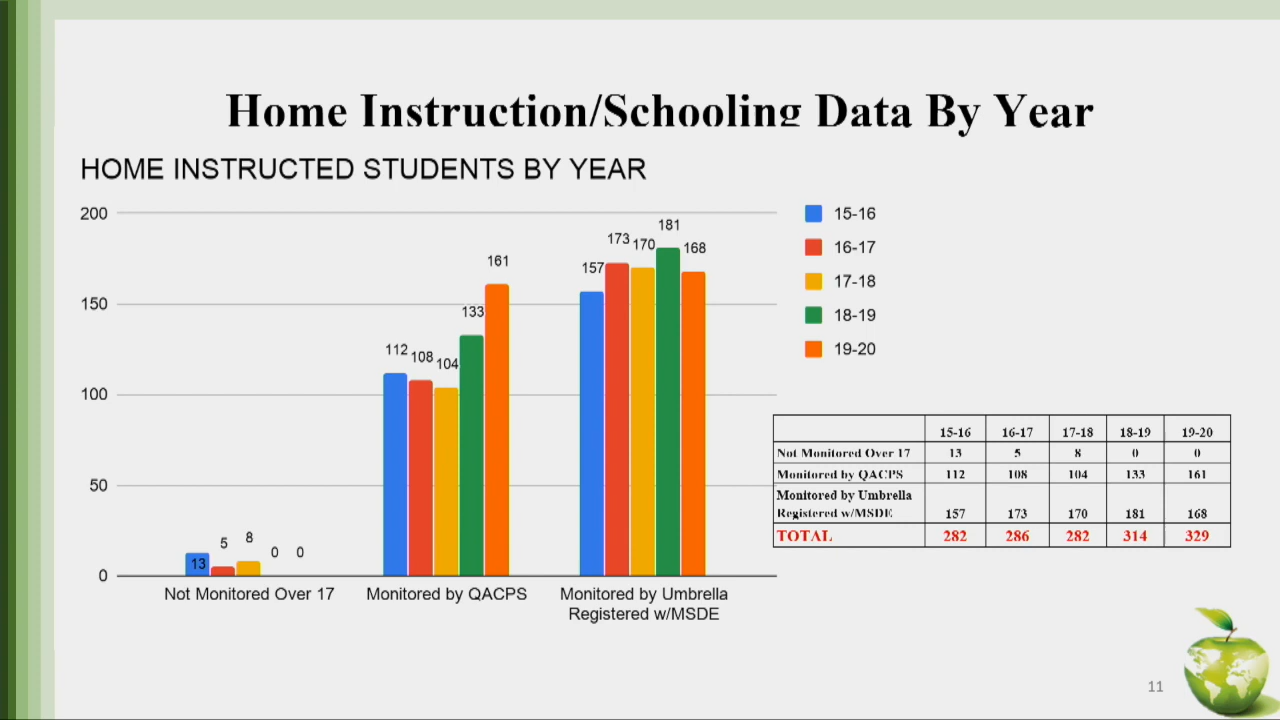 Home Instruction/Schooling Data By Year
HOME INSTRUCTED STUDENTS BY YEAR
200
150
100
50
0
13
5
8
0
0
112
108
104
133
161
157
173
170
181
168
Not Monitored Over 17
Monitored by QACPS
Monitored by Umbrella
Registered w/MSDE
15-16
16-17
17-18
18-19
19-20
15-16 16-17 17-18 18-19 19-20
Not Monitored Over 17 13 5 8 0 0
Monitored by QACPS 112 108 104 133 161
Monitored by Umbrella
Registered w/MSDE 157 173 170 181 168
TOTAL 282 286 282 314 329
11